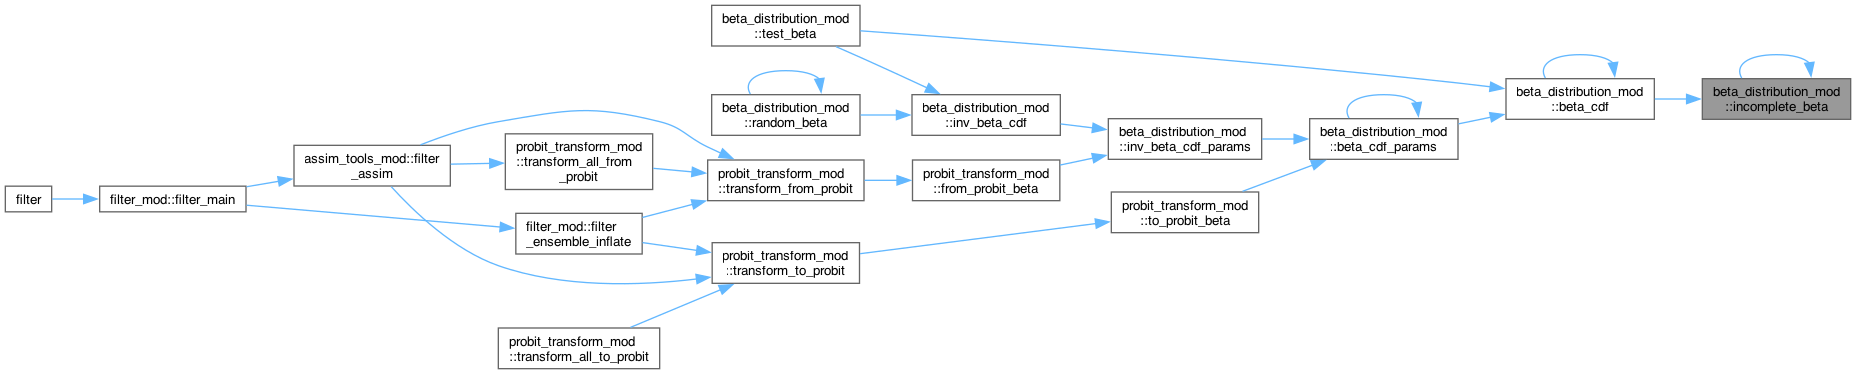 beta_distribution_mod
::test_beta
beta_distribution_mod
::beta_cdf
beta_distribution_mod
::incomplete_beta
beta_distribution_mod
::random_beta
beta_distribution_mod
::inv_beta_cdf
beta_distribution_mod
::inv_beta_cdf_params
beta_distribution_mod
::beta_cdf_params
assim_tools_mod::filter
_assim
probit_transform_mod
::transform_all_from
_probit
probit_transform_mod
::transform_from_probit
probit_transform_mod
::from_probit_beta
filter
filter_mod::filter_main
filter_mod::filter
_ensemble_inflate
probit_transform_mod
::to_probit_beta
probit_transform_mod
::transform_to_probit
probit_transform_mod
::transform_all_to_probit